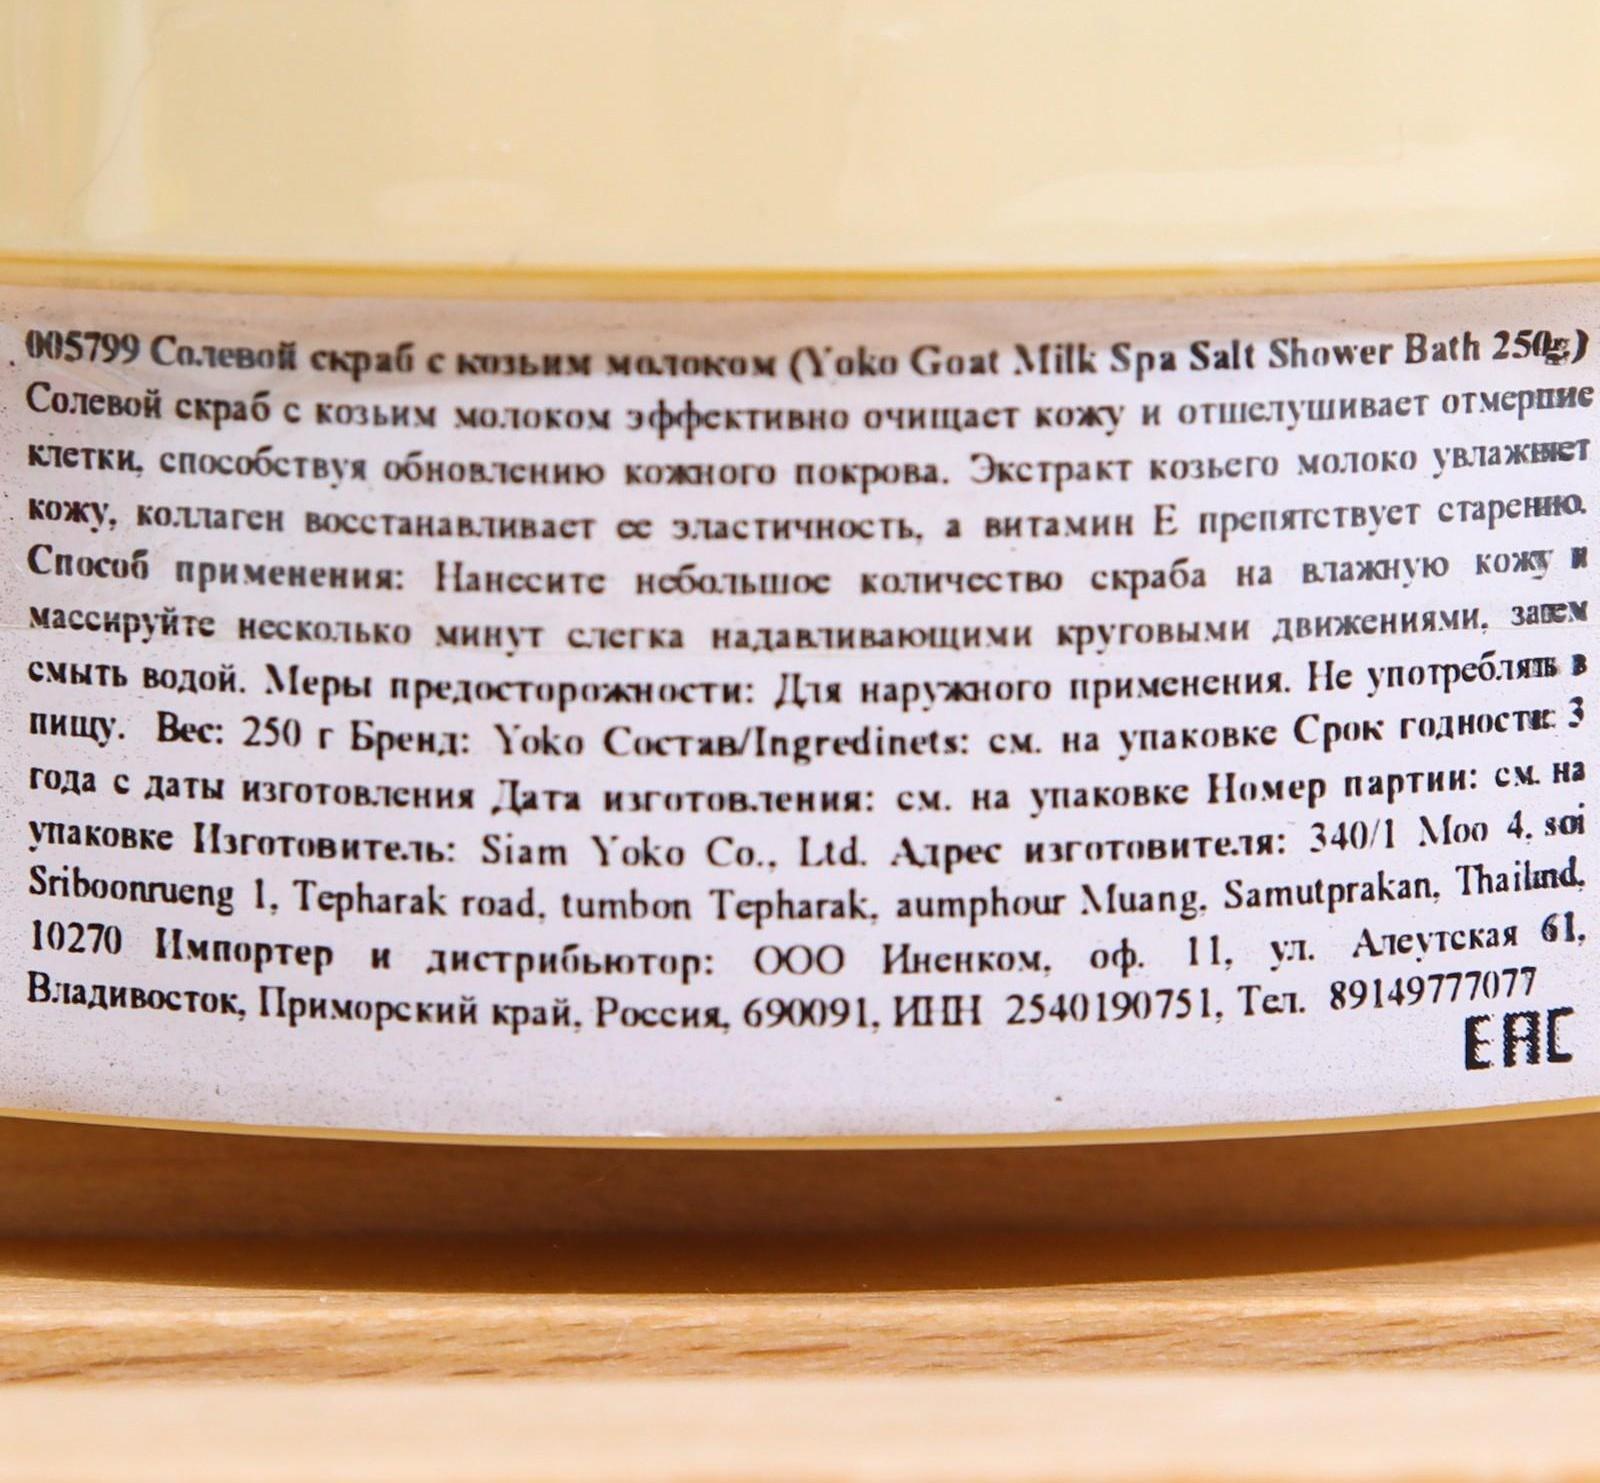 005799 Солевой скраб с козьим молоком (Yoko Goat Milk Spa Salt Shower Bath 250g)
Солевой скраб с козьим молоком эффективно очищает кожу и отшелушивает отмершие
клетки, способствуя обновлению кожного покрова. Экстракт козьего молоко увлажняет
кожу, коллаген восстанавливает ее эластичность, а витамин Е препятствует старению.
Способ применения: Нанесите небольшое количество скраба на влажную кожу и
массируйте несколько минут слегка надавливающими круговыми движениями, затем
смыть водой. Меры предосторожности: Для наружного применения. Не употреблять в
пищу. Вес: 250 г Бренд: Yoko Состав/Ingredinets: см. на упаковке Срок годности: 3
года с даты изготовления Дата изготовления: см. на упаковке Номер партии: см. на
упаковке Изготовитель: Siam Yoko Co., Ltd. Адрес изготовителя: 340/1 Moo 4, soi
Sriboonrueng 1, Tepharak road, tumbon Tepharak, aumphour Muang, Samutprakan, Thailand,
10270 Импортер и дистрибьютор: ООО Иненком, оф. 11, ул. Алеутская 61,
Владивосток, Приморский край, Россия, 690091, ИНН 2540190751, Тел. 89149777077
EAC